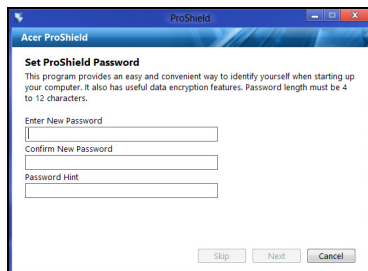 ProShield
Acer ProShield
Set ProShield Password
This program provides an easy and convenient way to identify yourself when starting up
your computer. It also has useful data encryption features. Password length must be 4
to 12 characters.
Enter New Password
Confirm New Password
Password Hint
Skip Next Cancel